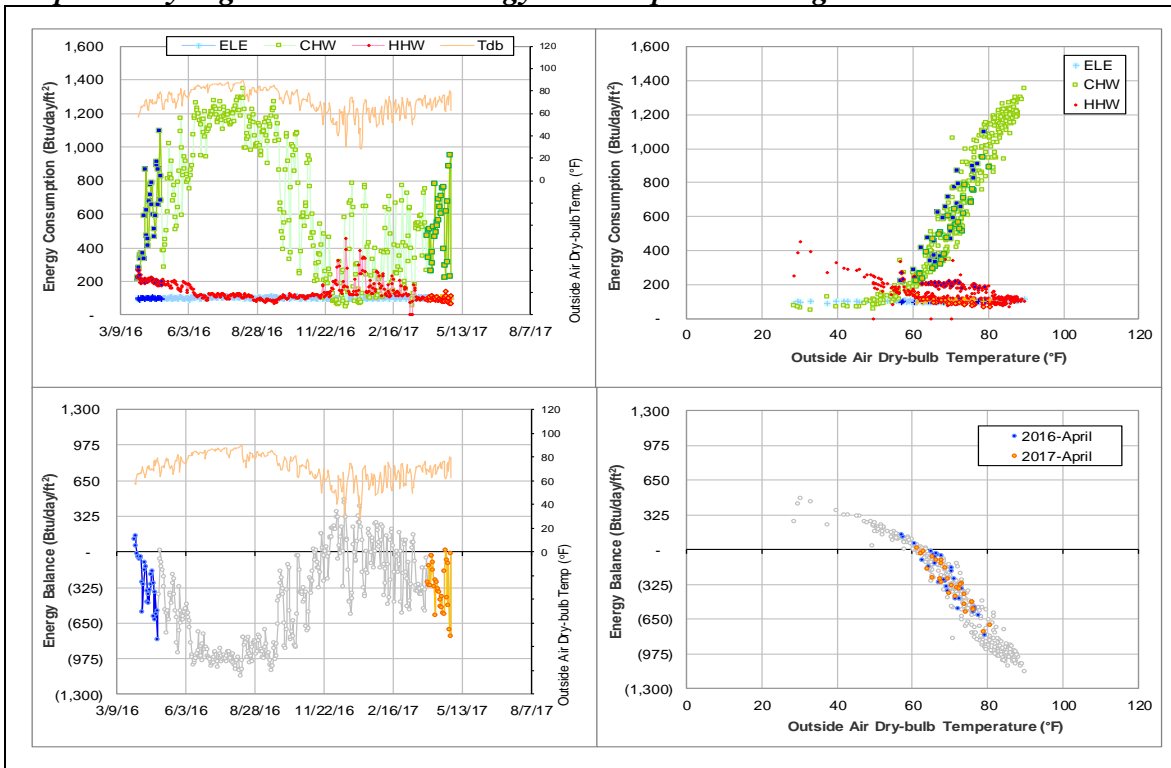 ELE CHW HHW Tdb
1,600
1,400
1,200
1,000
800
600
400
200
-
Energy Consumption (Btu/day/ft²)
120
100
80
60
40
20
0
Outside Air Dry-bulb Temp. (°F)
3/9/16 6/3/16 8/28/16 11/22/16 2/16/17 5/13/17 8/7/17
1,600
1,400
1,200
1,000
800
600
400
200
-
Energy Consumption (Btu/day/ft²)
ELE
CHW
HHW
0 20 40 60 80 100 120
Outside Air Dry-bulb Temperature (°F)
1,300
975
650
325
-
(325)
(650)
(975)
(1,300)
Energy Balance (Btu/day/ft²)
120
100
80
60
40
20
0
Outside Air Dry-bulb Temp (°F)
3/9/16 6/3/16 8/28/16 11/22/16 2/16/17 5/13/17 8/7/17
1,300
975
650
325
-
(325)
(650)
(975)
(1,300)
Energy Balance (Btu/day/ft²)
2016-April
2017-April
0 20 40 60 80 100 120
Outside Air Dry-bulb Temperature (°F)